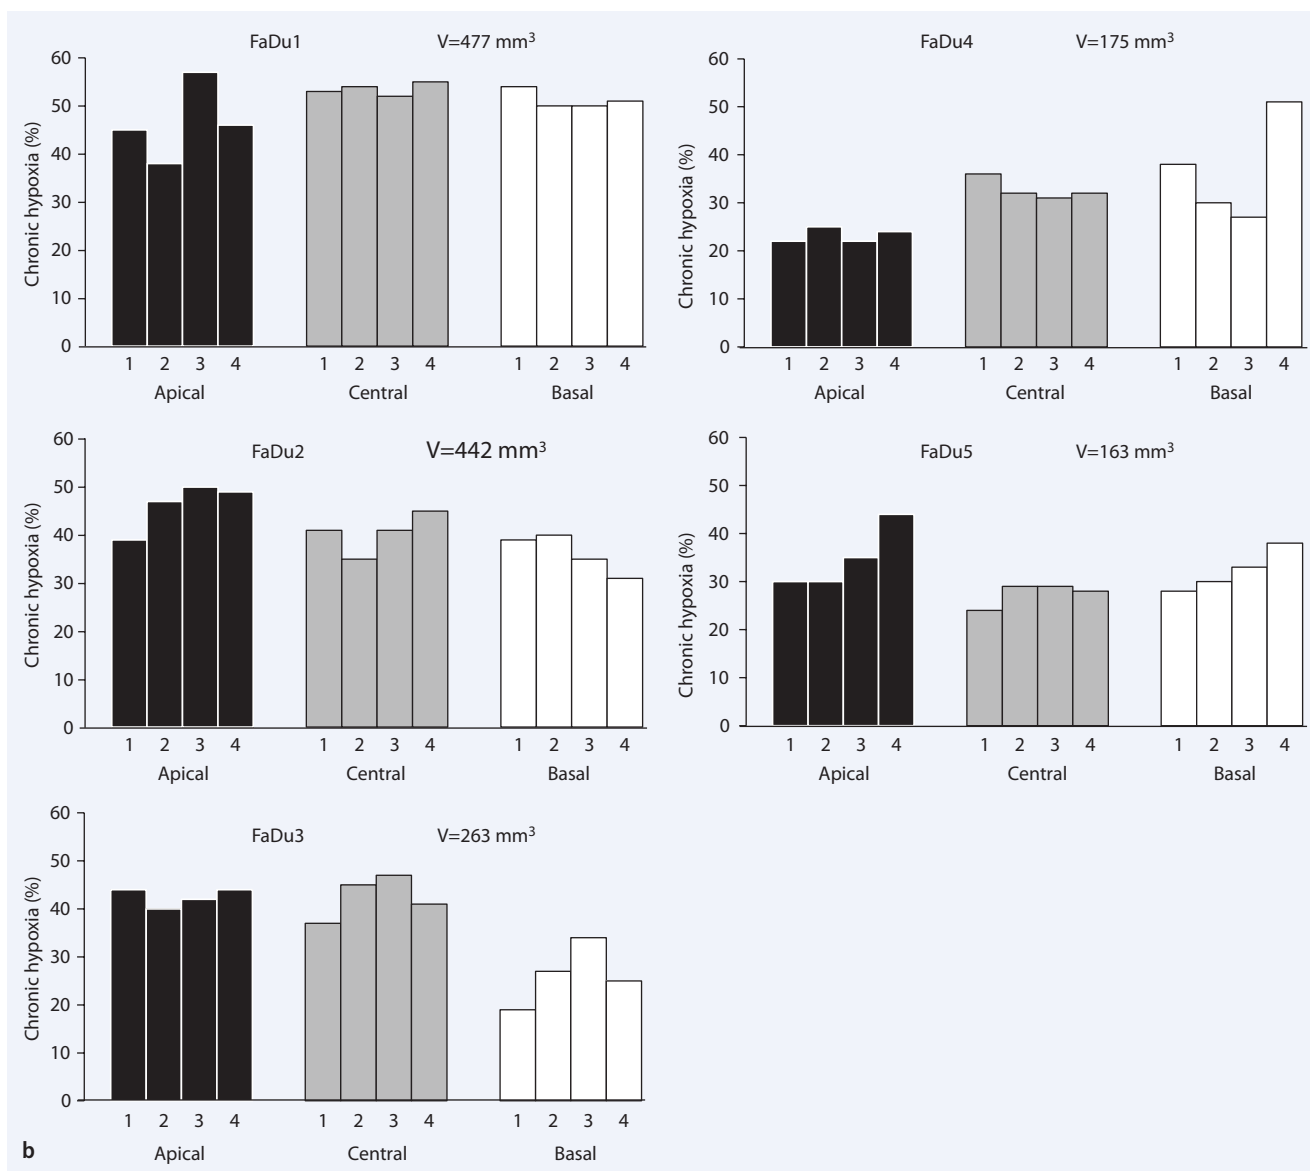 FaDu1 V=477 mm³
60
50
40
30
20
10
0
Chronic hypoxia (%)
1 2 3 4 1 2 3 4 1 2 3 4
Apical Central Basal
FaDu4 V=175 mm³
60
50
40
30
20
10
0
Chronic hypoxia (%)
1 2 3 4 1 2 3 4 1 2 3 4
Apical Central Basal
FaDu2 V=442 mm³
60
50
40
30
20
10
0
Chronic hypoxia (%)
1 2 3 4 1 2 3 4 1 2 3 4
Apical Central Basal
FaDu5 V=163 mm³
60
50
40
30
20
10
0
Chronic hypoxia (%)
1 2 3 4 1 2 3 4 1 2 3 4
Apical Central Basal
FaDu3 V=263 mm³
60
50
40
30
20
10
0
Chronic hypoxia (%)
1 2 3 4 1 2 3 4 1 2 3 4
Apical Central Basal
b